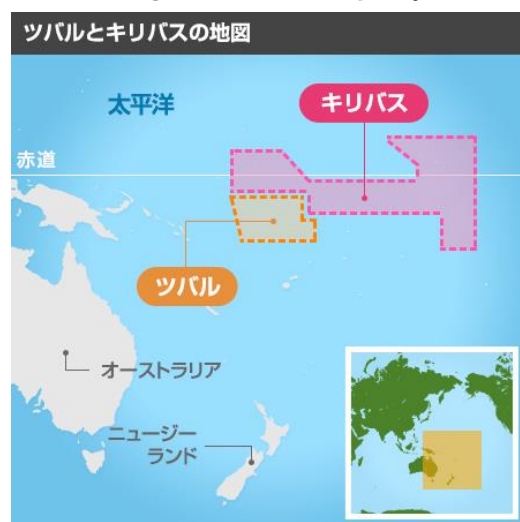 ツバルとキリバスの地図
太平洋
キリバス
赤道
ツバル
オーストラリア
ニュージー
ランド